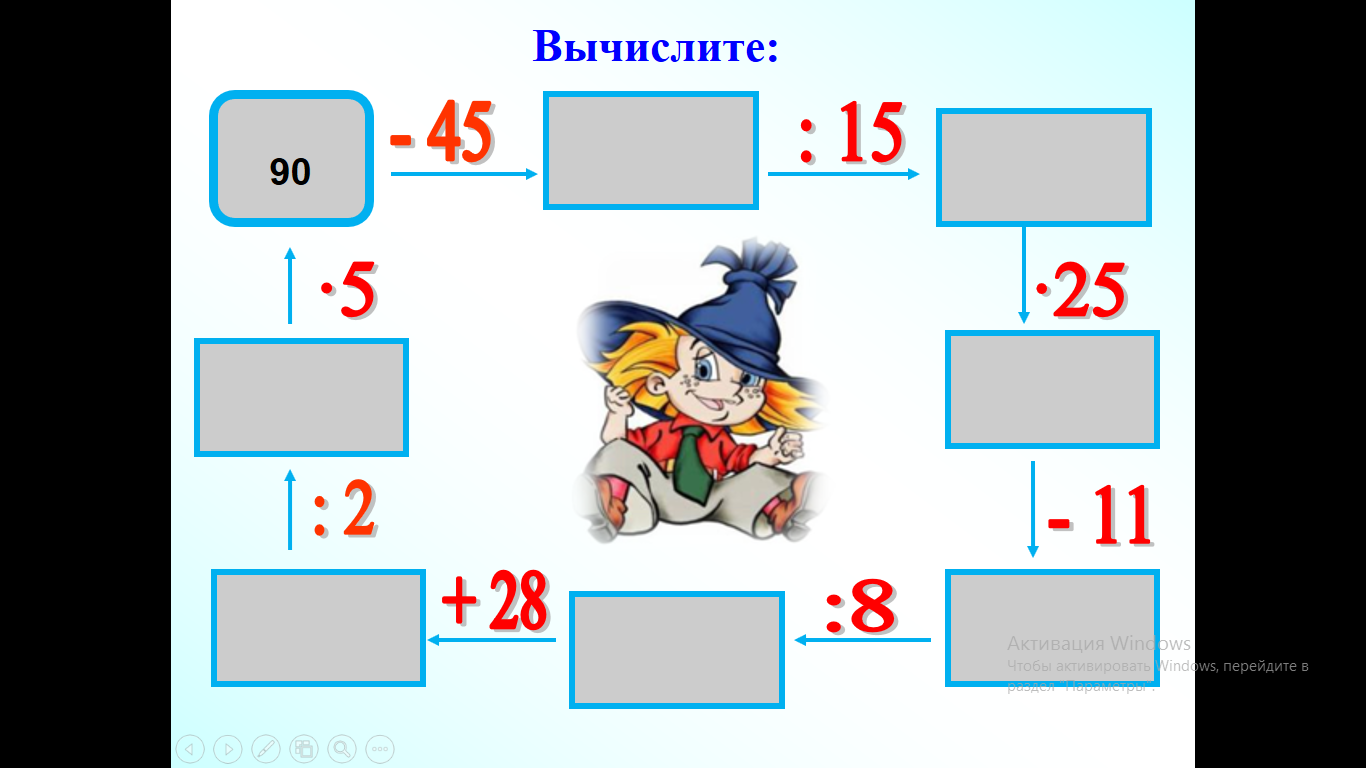 Вычислите:
90
- 45
: 15
·5
·25
: 2
- 11
+ 28
:8
Активация Windows
Чтобы активировать Windows, перейдите в
раздел "Параметры".